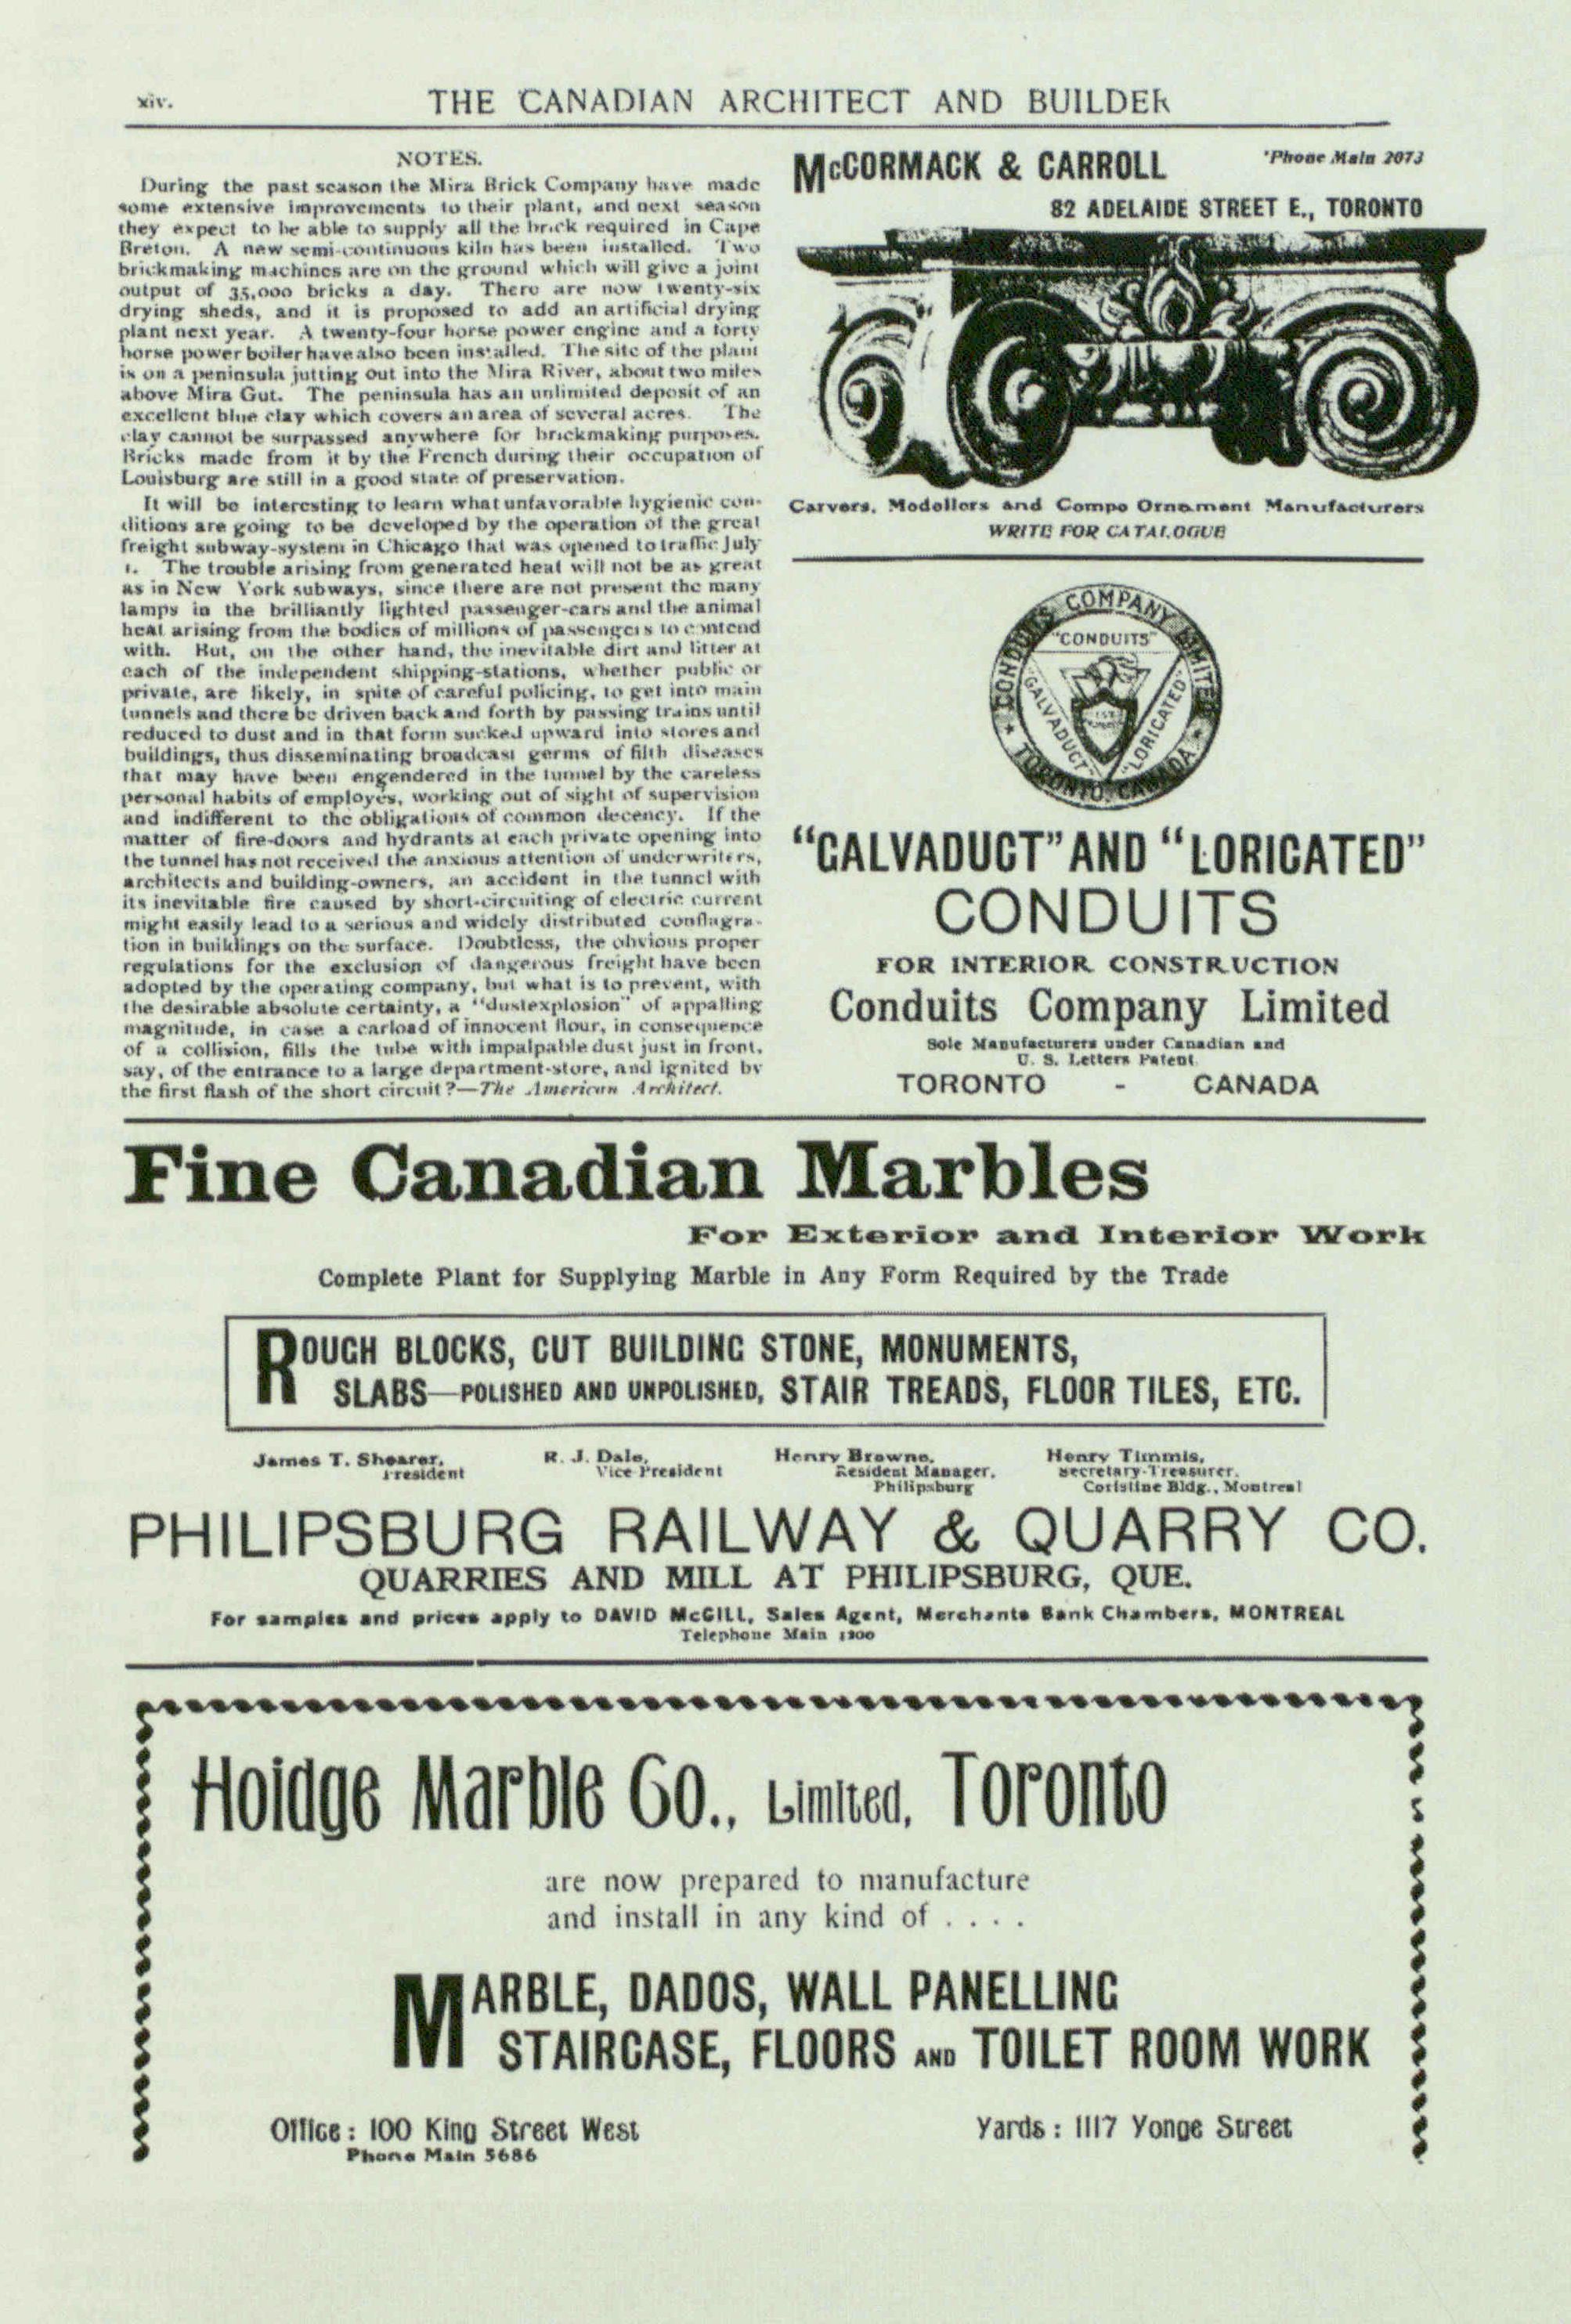 xiv.
THE CANADIAN ARCHITECT AND BUILDER
NOTES.
During the past season the Mira Brick Company have made
some extensive improvements to their plant, and next season
they expect to be able to supply all the brick required in Cape
Breton. A new semi-continuous kiln has been installed. Two
brickmaking machines are on the ground which will give a joint
output of 35,000 bricks a day. There are now twenty-six
drying sheds, and it is proposed to add an artificial drying
plant next year. A twenty-four horse power engine and a forty
horse power boiler have also been installed. The site of the plant
is on a peninsula jutting out into the Mira River, about two miles
above Mira Gut. The peninsula has an unlimited deposit of an
excellent blue clay which covers an area of several acres. The
clay cannot be surpassed anywhere for brickmaking purposes.
Bricks made from it by the French during their occupation of
Louisburg are still in a good state of preservation.
It will be interesting to learn what unfavorable hygienic con-
ditions are going to be developed by the operation of the great
freight subway-system in Chicago that was opened to traffic July
1. The trouble arising from generated heat will not be as great
as in New York subways, since there are not present the many
lamps in the brilliantly lighted passenger-cars and the animal
heat arising from the bodies of millions of passengers to contend
with. But, on the other hand, the inevitable dirt and litter at
each of the independent shipping-stations, whether public or
private, are likely, in spite of careful policing, to get into main
tunnels and there be driven back and forth by passing trains until
reduced to dust and in that form sucked upward into stores and
buildings, thus disseminating broadcast germs of filth diseases
that may have been engendered in the tunnel by the careless
personal habits of employés, working out of sight of supervision
and indifferent to the obligations of common decency. If the
matter of fire-doors and hydrants at each private opening into
the tunnel has not received the anxious attention of underwriters,
architects and building-owners, an accident in the tunnel with
its inevitable fire caused by short-circuiting of electric current
might easily lead to a serious and widely distributed conflagra-
tion in buildings on the surface. Doubtless, the obvious proper
regulations for the exclusion of dangerous freight have been
adopted by the operating company, but what is to prevent, with
the desirable absolute certainty, a "dustexplosion" of appalling
magnitude, in case a carload of innocent flour, in consequence
of a collision, fills the tube with impalpable dust just in front,
say, of the entrance to a large department-store, and ignited by
the first flash of the short circuit?—The American Architect.
McCORMACK & CARROLL
'Phone Main 2073
82 ADELAIDE STREET E., TORONTO
Carvers, Modellers and Compo Ornament Manufacturers
WRITE FOR CATALOGUE
CONDUITS COMPANY LIMITED
TORONTO, CANADA
"CONDUITS"
"GALVADUCT"
"LORICATED"
"GALVADUCT" AND "LORICATED"
CONDUITS
FOR INTERIOR CONSTRUCTION
Conduits Company Limited
Sole Manufacturers under Canadian and
U. S. Letters Patent
TORONTO - CANADA
Fine Canadian Marbles
For Exterior and Interior Work
Complete Plant for Supplying Marble in Any Form Required by the Trade
ROUGH BLOCKS, CUT BUILDING STONE, MONUMENTS,
SLABS—POLISHED AND UNPOLISHED, STAIR TREADS, FLOOR TILES, ETC.
James T. Shearer,
President
R. J. Dale,
Vice President
Henry Browne,
Resident Manager,
Philipsburg
Henry Timmis,
Secretary-Treasurer,
Coristine Bldg., Montreal
PHILIPSBURG RAILWAY & QUARRY CO.
QUARRIES AND MILL AT PHILIPSBURG, QUE.
For samples and prices apply to DAVID McGILL, Sales Agent, Merchants Bank Chambers, MONTREAL
Telephone Main 1200
Hoidge Marble Co., Limited, Toronto
are now prepared to manufacture
and install in any kind of . . . .
MARBLE, DADOS, WALL PANELLING
STAIRCASE, FLOORS AND TOILET ROOM WORK
Office : 100 King Street West
Phone Main 5686
Yards : 1117 Yonge Street